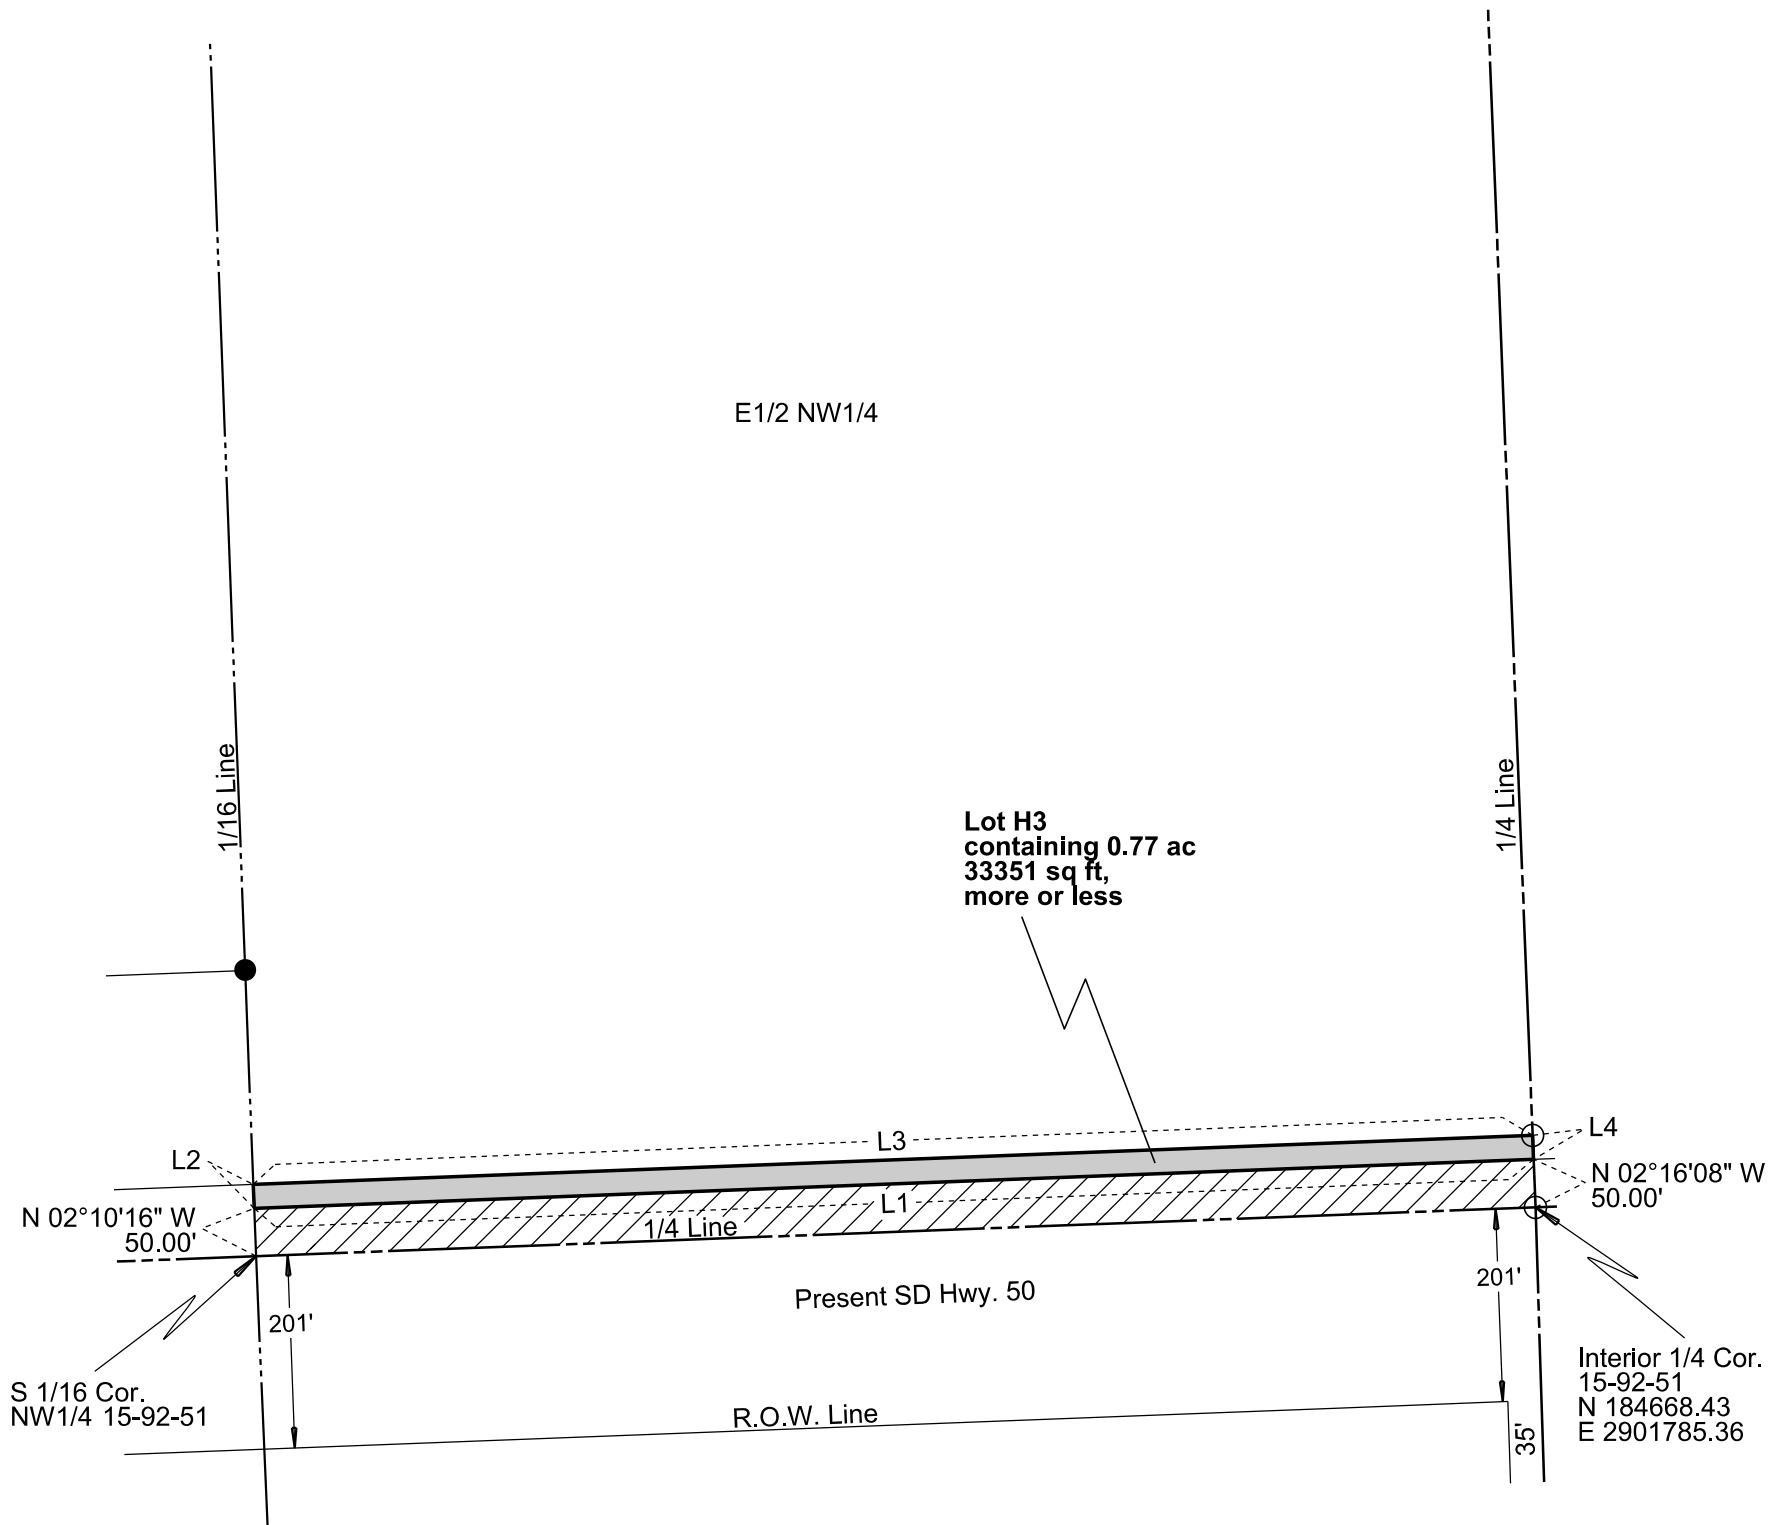 E1/2 NW1/4
1/16 Line
1/4 Line
Lot H3
containing 0.77 ac
33351 sq ft,
more or less
L3
L4
L2
N 02°16'08" W
50.00'
L1
N 02°10'16" W
50.00'
1/4 Line
201'
Present SD Hwy. 50
201'
Interior 1/4 Cor.
15-92-51
N 184668.43
E 2901785.36
S 1/16 Cor.
NW1/4 15-92-51
R.O.W. Line
35'